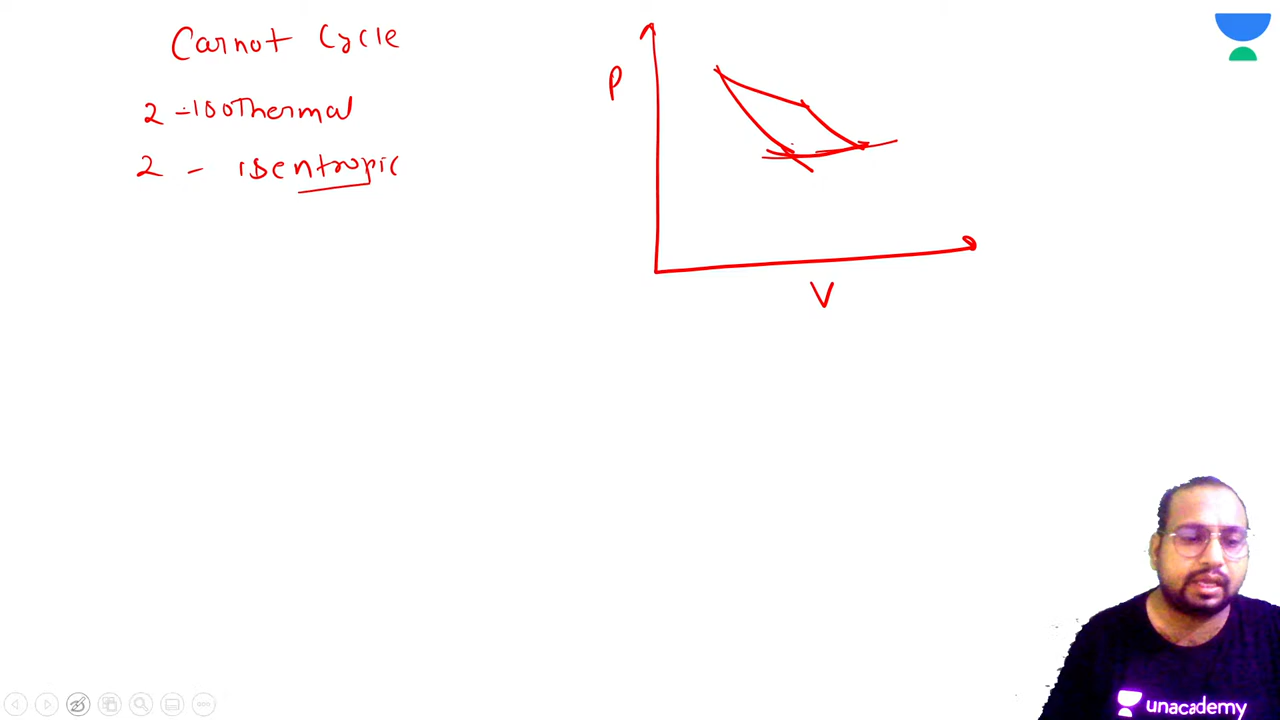 Carnot Cycle
2 - isothermal
2 - isentropic
P
V
unacademy